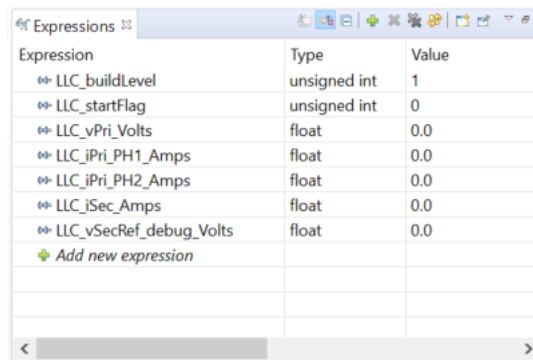 Expressions
Expression Type Value
LLC_buildLevel unsigned int 1
LLC_startFlag unsigned int 0
LLC_vPri_Volts float 0.0
LLC_iPri_PH1_Amps float 0.0
LLC_iPri_PH2_Amps float 0.0
LLC_iSec_Amps float 0.0
LLC_vSecRef_debug_Volts float 0.0
Add new expression